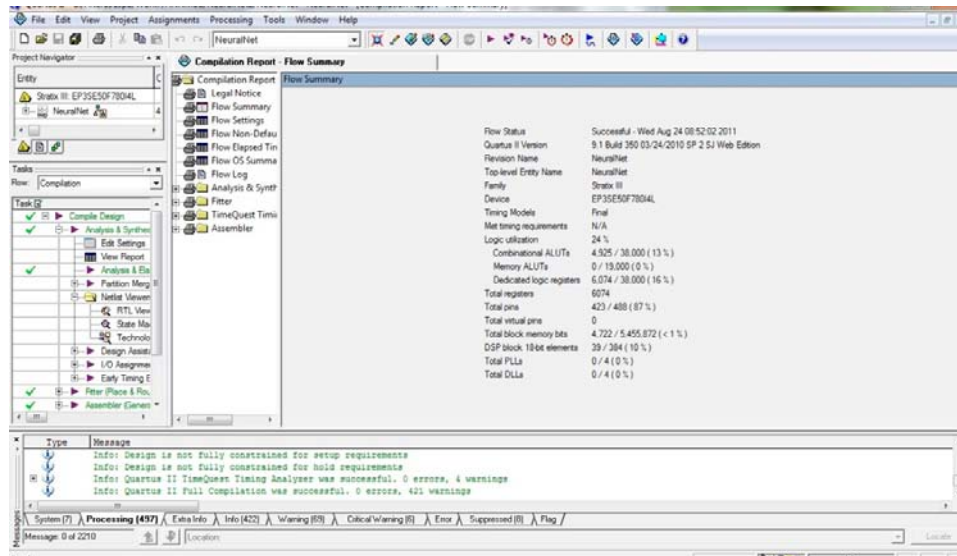 File Edit View Project Assignments Processing Tools Window Help
NeuralNet
Project Navigator
Entity
Stratix III: EP3SE50F780I4L
NeuralNet
Compilation Report - Flow Summary
Compilation Report
Legal Notice
Flow Summary
Flow Settings
Flow Non-Defau
Flow Elapsed Tim
Flow OS Summa
Flow Log
Analysis & Synth
Fitter
TimeQuest Timi
Assembler
Flow Summary
Flow Status Successful - Wed Aug 24 08:52:02 2011
Quartus II Version 9.1 Build 350 03/24/2010 SP 2 SJ Web Edition
Revision Name NeuralNet
Top-level Entity Name NeuralNet
Family Stratix III
Device EP3SE50F780I4L
Timing Models Final
Met timing requirements N/A
Logic utilization 24 %
Combinational ALUTs 4,925 / 38,000 ( 13 % )
Memory ALUTs 0 / 19,000 ( 0 % )
Dedicated logic registers 6,074 / 38,000 ( 16 % )
Total registers 6074
Total pins 423 / 488 ( 87 % )
Total virtual pins 0
Total block memory bits 4,722 / 5,455,872 ( < 1 % )
DSP block 18-bit elements 39 / 384 ( 10 % )
Total PLLs 0 / 4 ( 0 % )
Total DLLs 0 / 4 ( 0 % )
Tasks
Flow: Compilation
Task
Compile Design
Analysis & Synthes
Edit Settings
View Report
Analysis & Ela
Partition Merg
Netlist Viewer
RTL View
State Ma
Technolo
Design Assist
I/O Assignme
Early Timing E
Fitter (Place & Rou
Assembler (Generi
Type Message
Info: Design is not fully constrained for setup requirements
Info: Design is not fully constrained for hold requirements
Info: Quartus II TimeQuest Timing Analyzer was successful. 0 errors, 4 warnings
Info: Quartus II Full Compilation was successful. 0 errors, 421 warnings
System (7) Processing (497) Extra Info Info (422) Warning (69) Critical Warning (6) Error Suppressed (8) Flag
Messages
Message: 0 of 2210
Location:
Locate